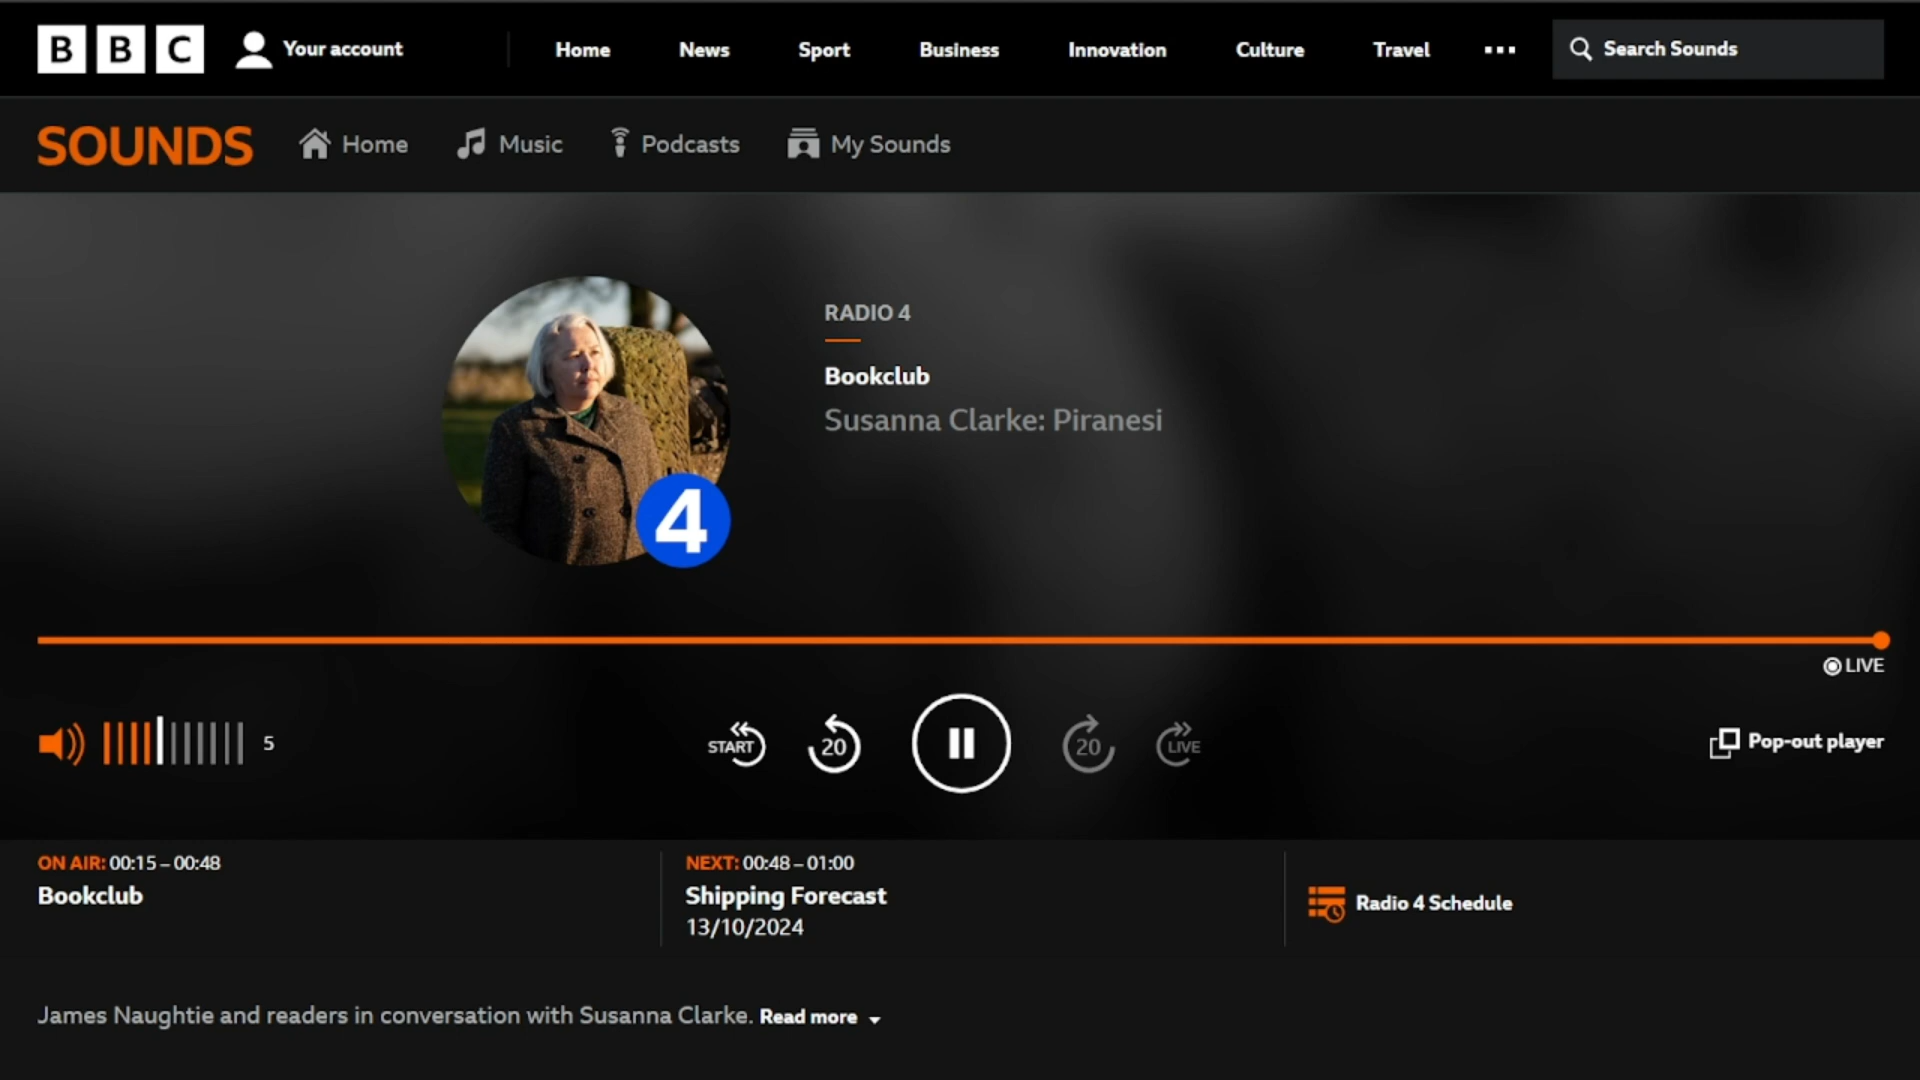 BBC Your account Home News Sport Business Innovation Culture Travel Search Sounds
SOUNDS Home Music Podcasts My Sounds
RADIO 4
Bookclub
Susanna Clarke: Piranesi
4
LIVE
5 START 20 20 LIVE Pop-out player
ON AIR: 00:15 – 00:48
Bookclub
NEXT: 00:48 – 01:00
Shipping Forecast
13/10/2024
Radio 4 Schedule
James Naughtie and readers in conversation with Susanna Clarke. Read more